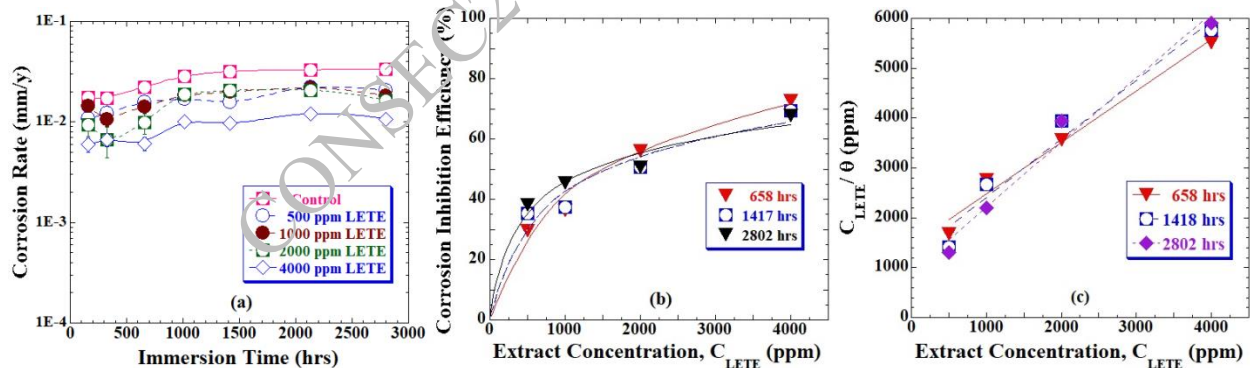 1E-1
1E-2
1E-3
1E-4
Corrosion Rate (mm/y)
Control
500 ppm LETE
1000 ppm LETE
2000 ppm LETE
4000 ppm LETE
(a)
0 500 1000 1500 2000 2500 3000
Immersion Time (hrs)
100
80
60
40
20
0
Corrosion Inhibition Efficiency (%)
658 hrs
1417 hrs
2802 hrs
(b)
0 1000 2000 3000 4000
Extract Concentration, C_LETE (ppm)
6000
5000
4000
3000
2000
1000
0
C_LETE / θ (ppm)
658 hrs
1418 hrs
2802 hrs
(c)
0 1000 2000 3000 4000
Extract Concentration, C_LETE (ppm)